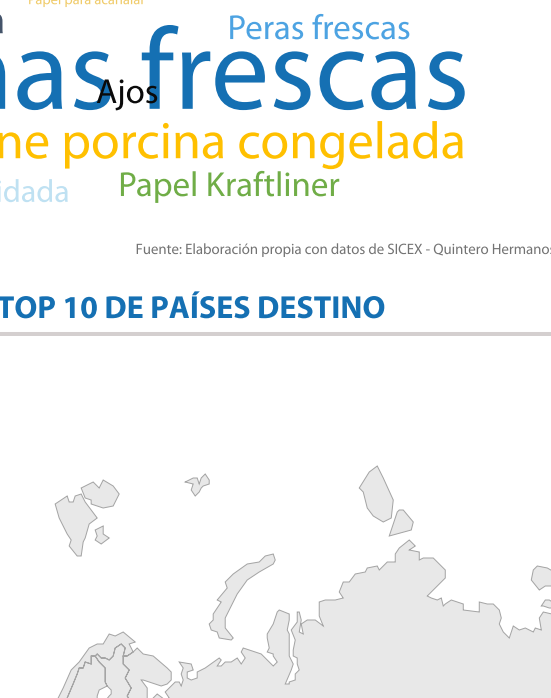 Papel para acanalar
Peras frescas
nas frescas
Ajos
ne porcina congelada
idada
Papel Kraftliner
Fuente: Elaboración propia con datos de SICEX - Quintero Hermanos
TOP 10 DE PAÍSES DESTINO